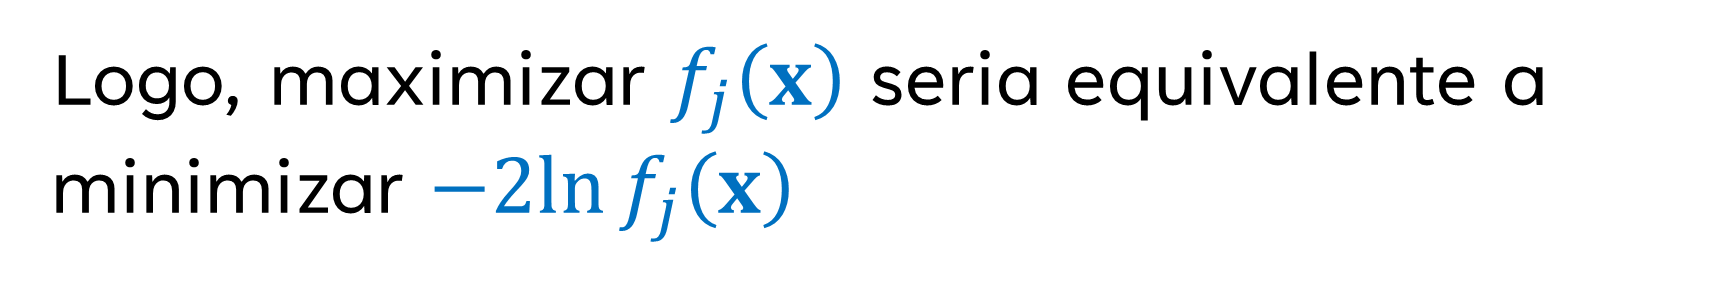 Logo, maximizar fⱼ(𝐱) seria equivalente a
minimizar −2ln fⱼ(𝐱)